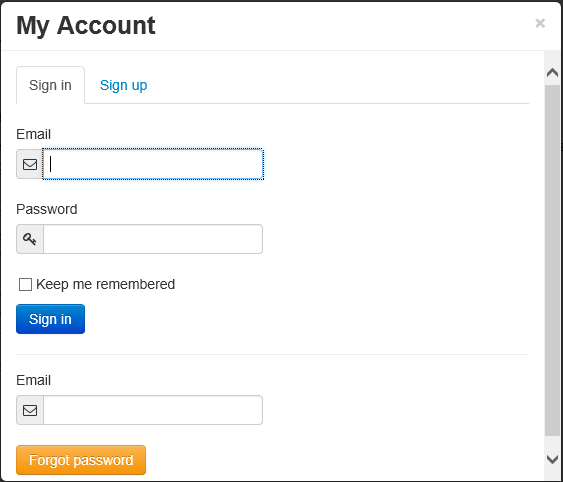 My Account
×
Sign in Sign up
Email
Password
Keep me remembered
Sign in
Email
Forgot password